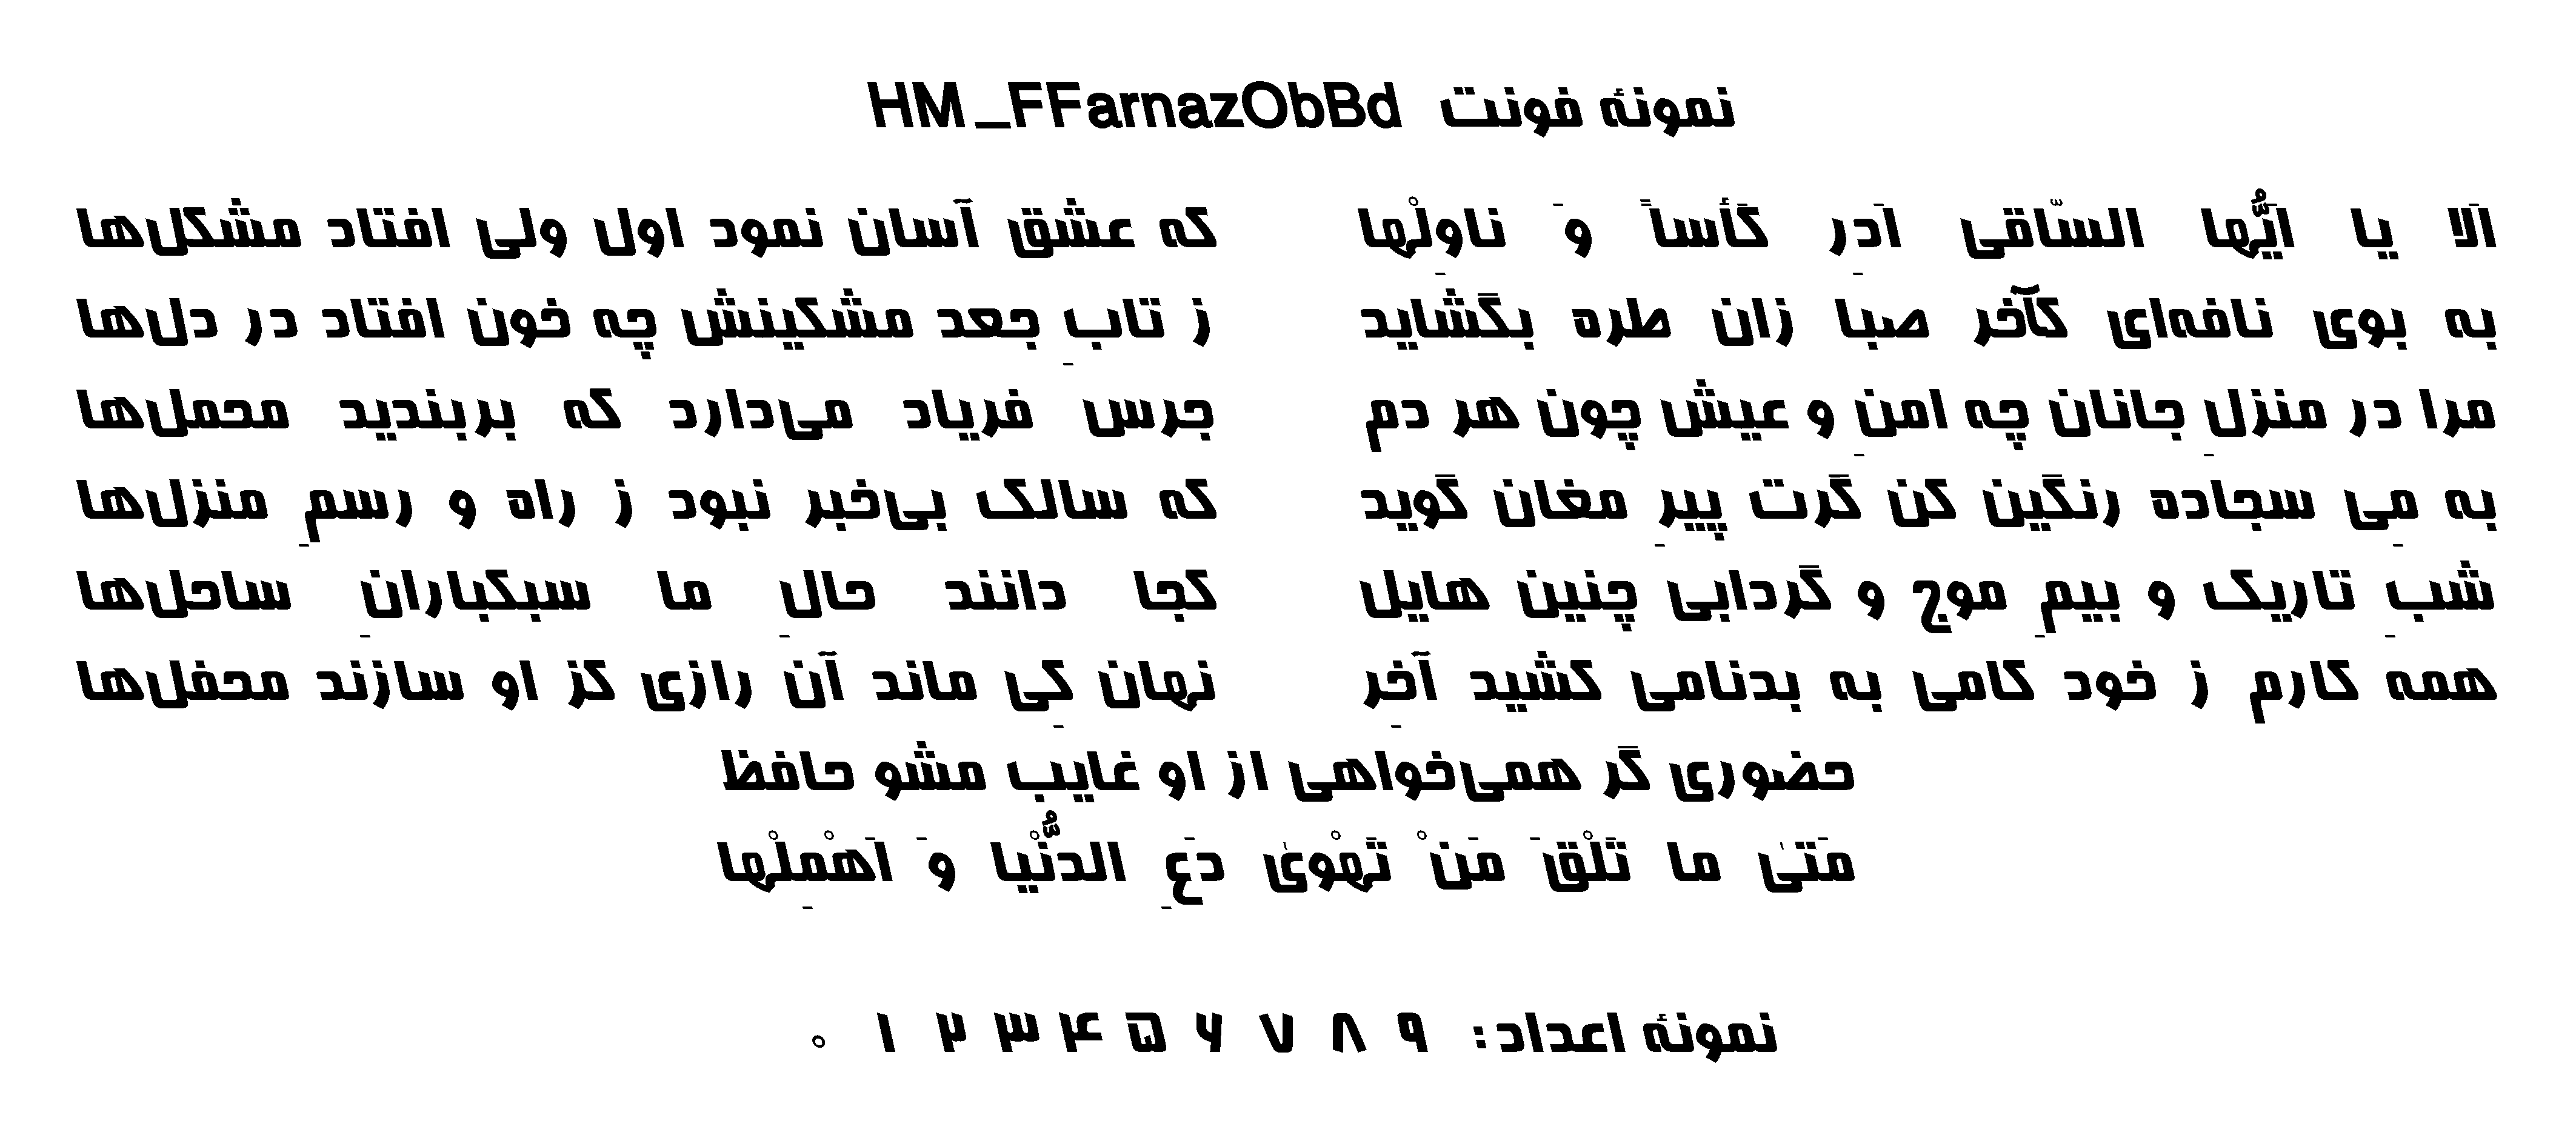 نمونهٔ فونت HM_FFarnazObBd
اَلا یا اَیُّها السّاقی اَدِر کَأساً وَ ناوِلْها که عشق آسان نمود اول ولی افتاد مشکل‌ها
به بوی نافه‌ای کآخر صبا زان طره بگشاید ز تابِ جعد مشکینش چه خون افتاد در دل‌ها
مرا در منزلِ جانان چه امنِ و عیش چون هر دم جرس فریاد می‌دارد که بربندید محمل‌ها
به مِی سجاده رنگین کن گرت پیرِ مغان گوید که سالک بی‌خبر نبود ز راه و رسمِ منزل‌ها
شبِ تاریک و بیمِ موج و گردابی چنین هایل کجا دانند حالِ ما سبکبارانِ ساحل‌ها
همه کارم ز خود کامی به بدنامی کشید آخِر نهان کِی ماند آن رازی کز او سازند محفل‌ها
حضوری گر همی‌خواهی از او غایب مشو حافظ
مَتیٰ ما تَلْقَ مَنْ تَهْویٰ دَعِ الدُّنْیا وَ اَهْمِلْها
نمونهٔ اعداد: ۹ ۸ ۷ ۶ ۵ ۴ ۳ ۲ ۱ ۰